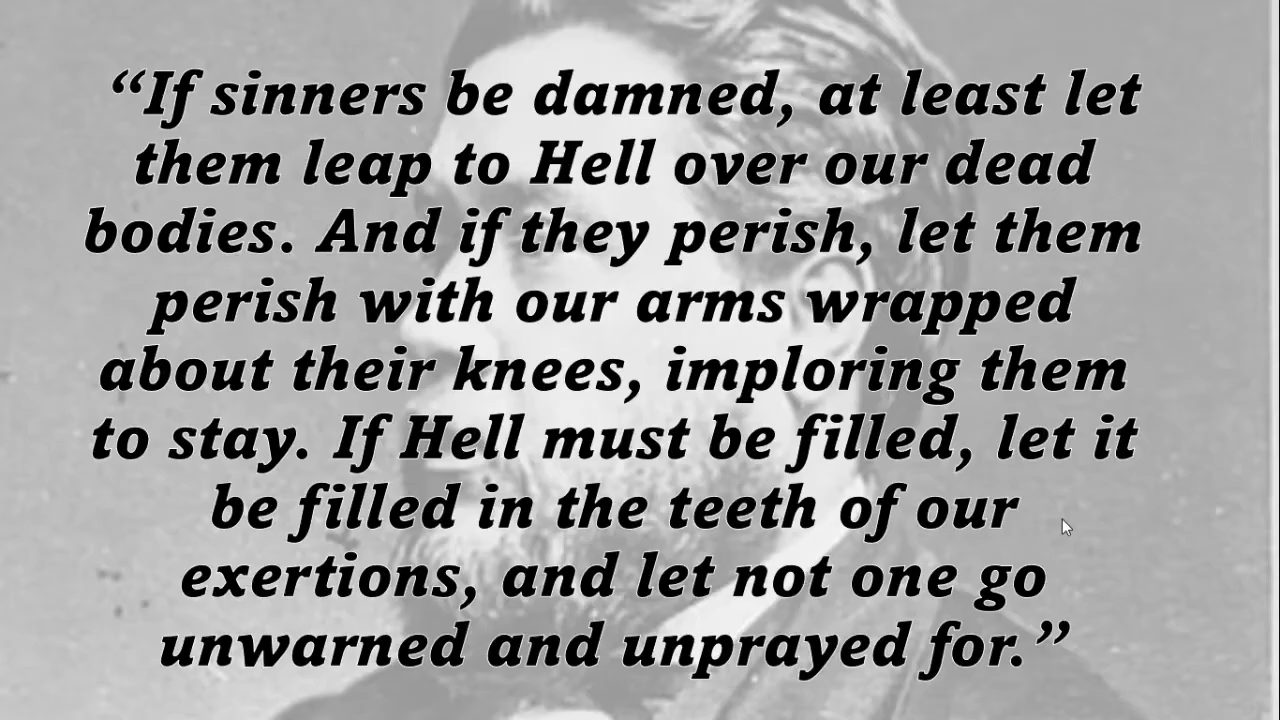 “If sinners be damned, at least let
them leap to Hell over our dead
bodies. And if they perish, let them
perish with our arms wrapped
about their knees, imploring them
to stay. If Hell must be filled, let it
be filled in the teeth of our
exertions, and let not one go
unwarned and unprayed for.”